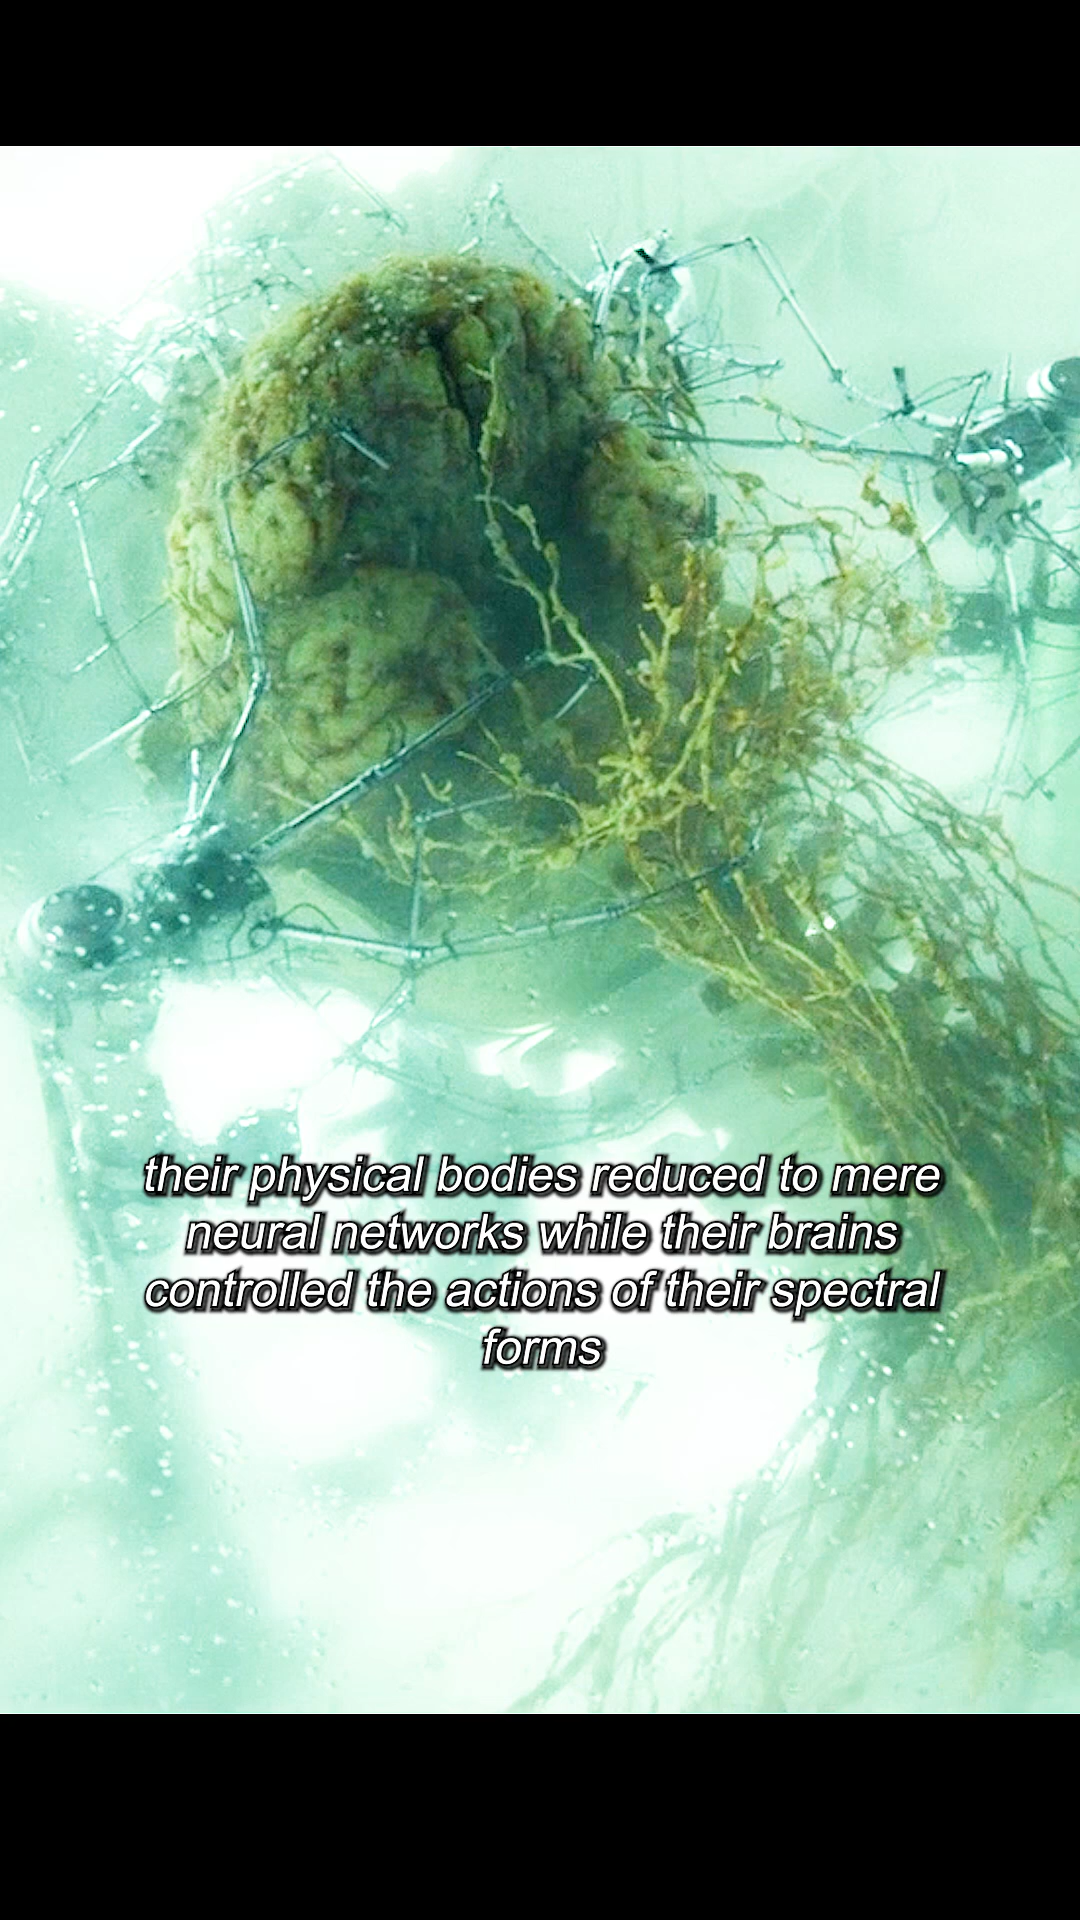 their physical bodies reduced to mere
neural networks while their brains
controlled the actions of their spectral
forms